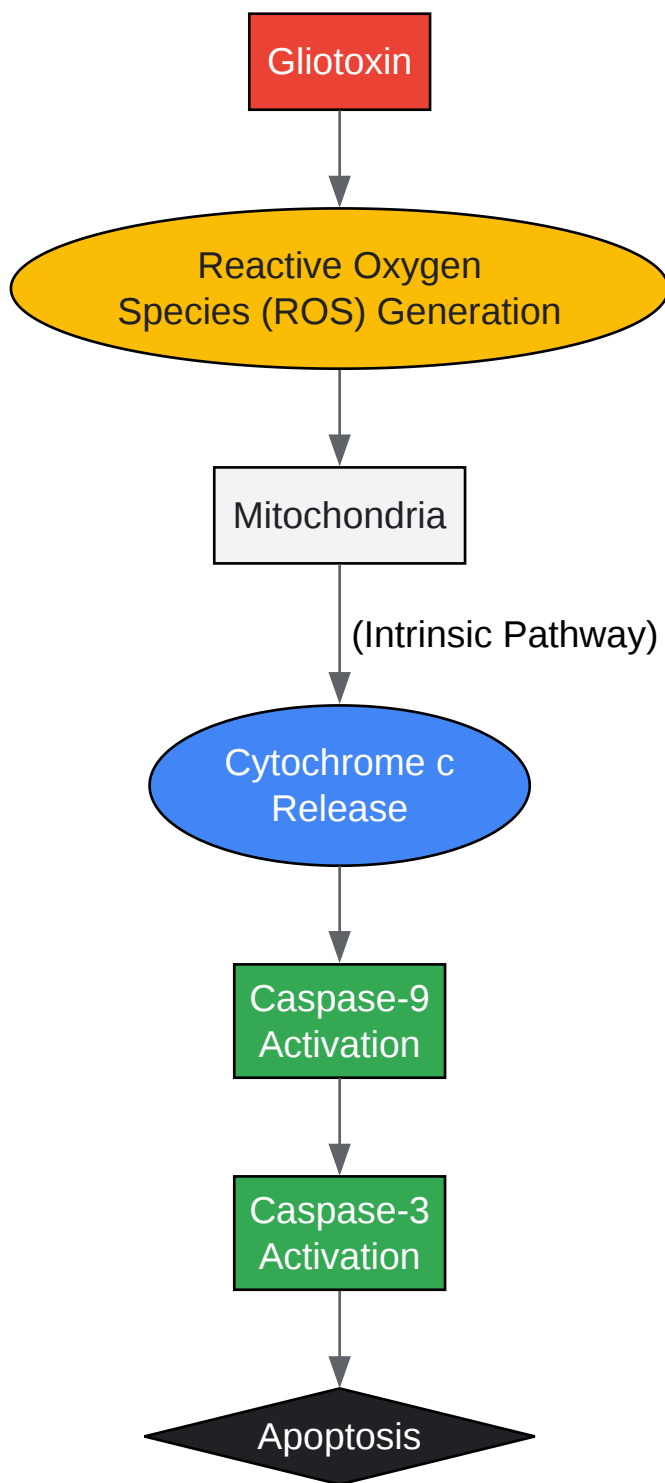 Gliotoxin
Reactive Oxygen
Species (ROS) Generation
Mitochondria
(Intrinsic Pathway)
Cytochrome c
Release
Caspase-9
Activation
Caspase-3
Activation
Apoptosis